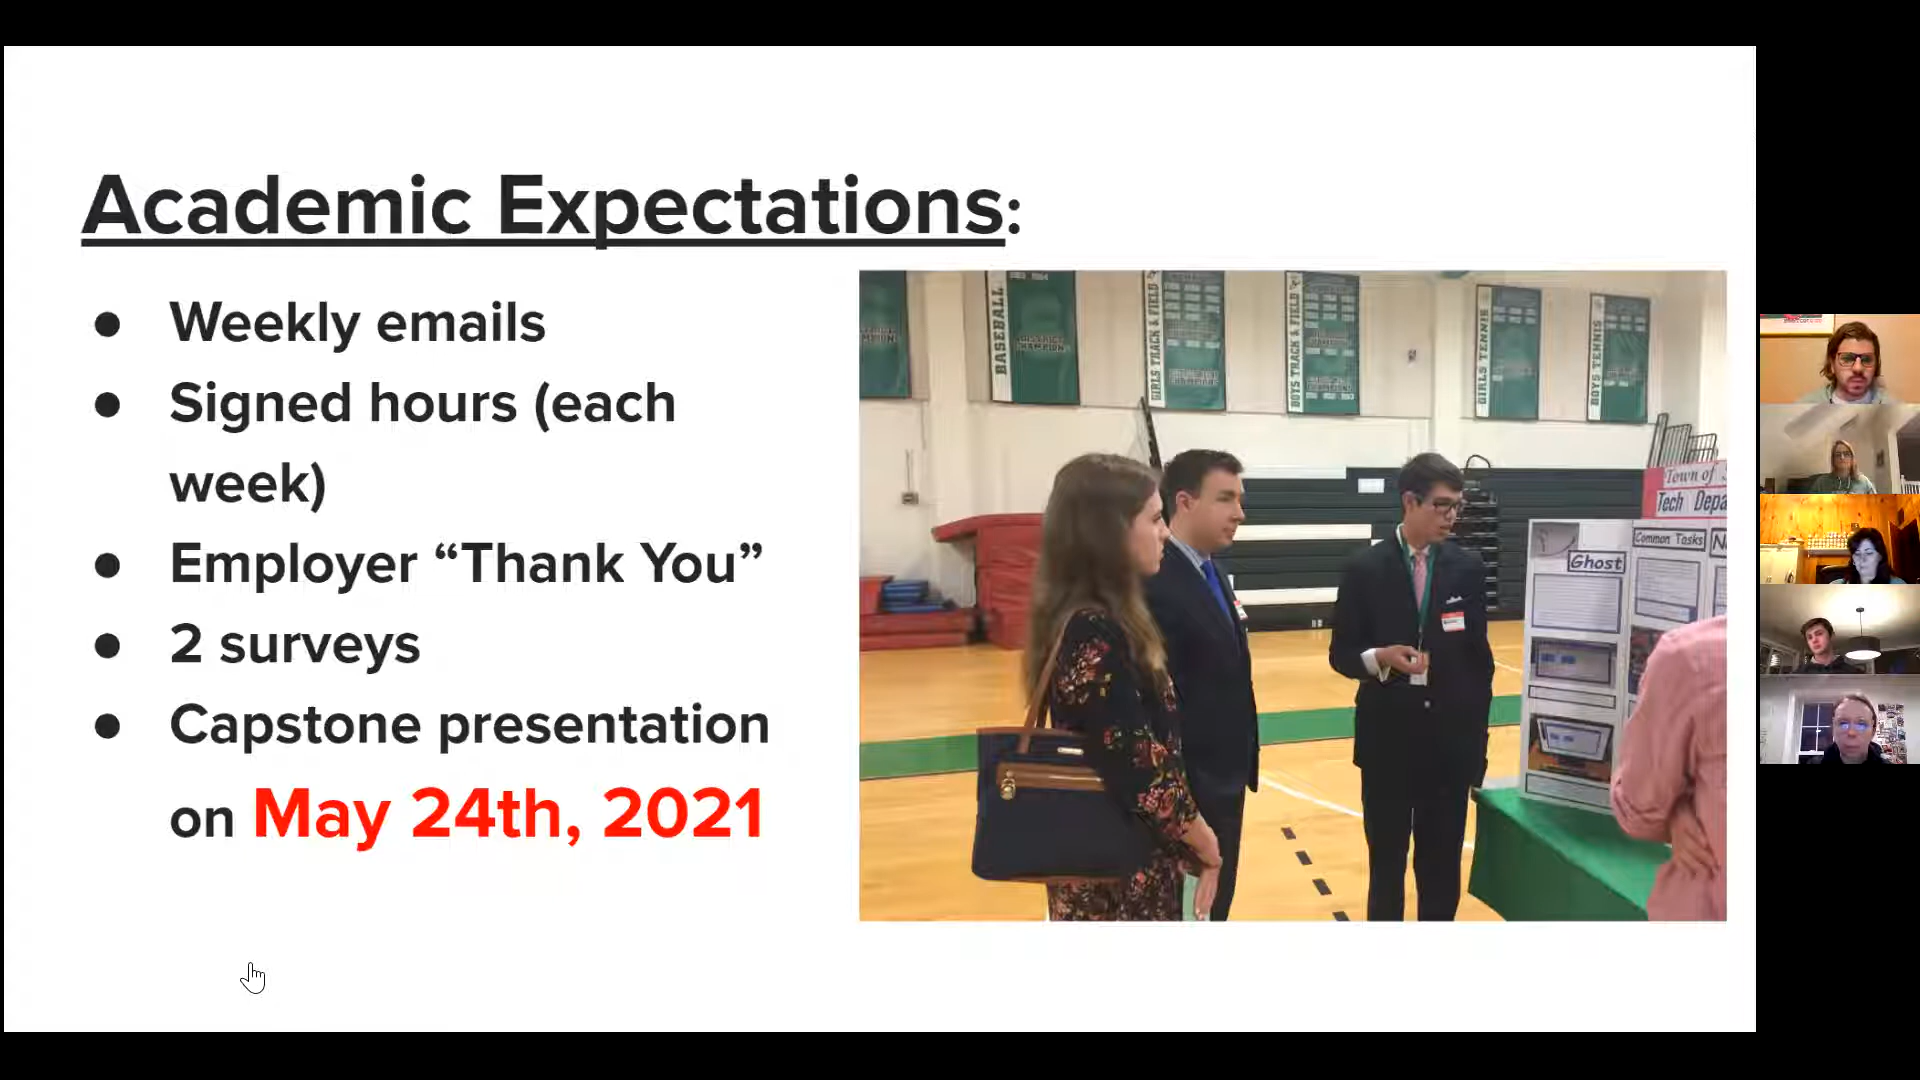 Academic Expectations:
● Weekly emails
● Signed hours (each
week)
● Employer “Thank You”
● 2 surveys
● Capstone presentation
on May 24th, 2021
BASEBALL
GIRLS TRACK & FIELD
BOYS TRACK & FIELD
GIRLS TENNIS
BOYS TENNIS
Town of
Tech Depa
Common Tasks
Ghost